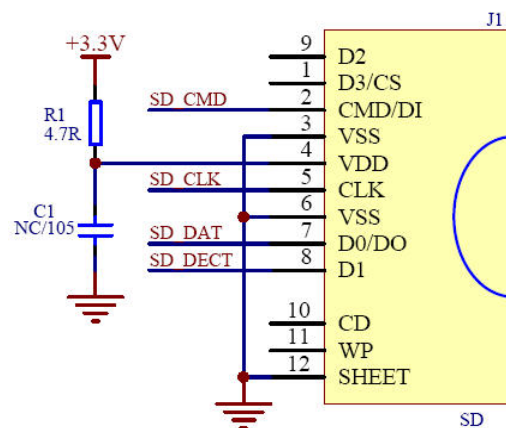 J1
+3.3V
9 D2
1 D3/CS
SD_CMD 2 CMD/DI
R1
4.7R
3 VSS
4 VDD
SD_CLK 5 CLK
C1
NC/105
6 VSS
SD_DAT 7 D0/DO
SD_DECT 8 D1
10 CD
11 WP
12 SHEET
SD